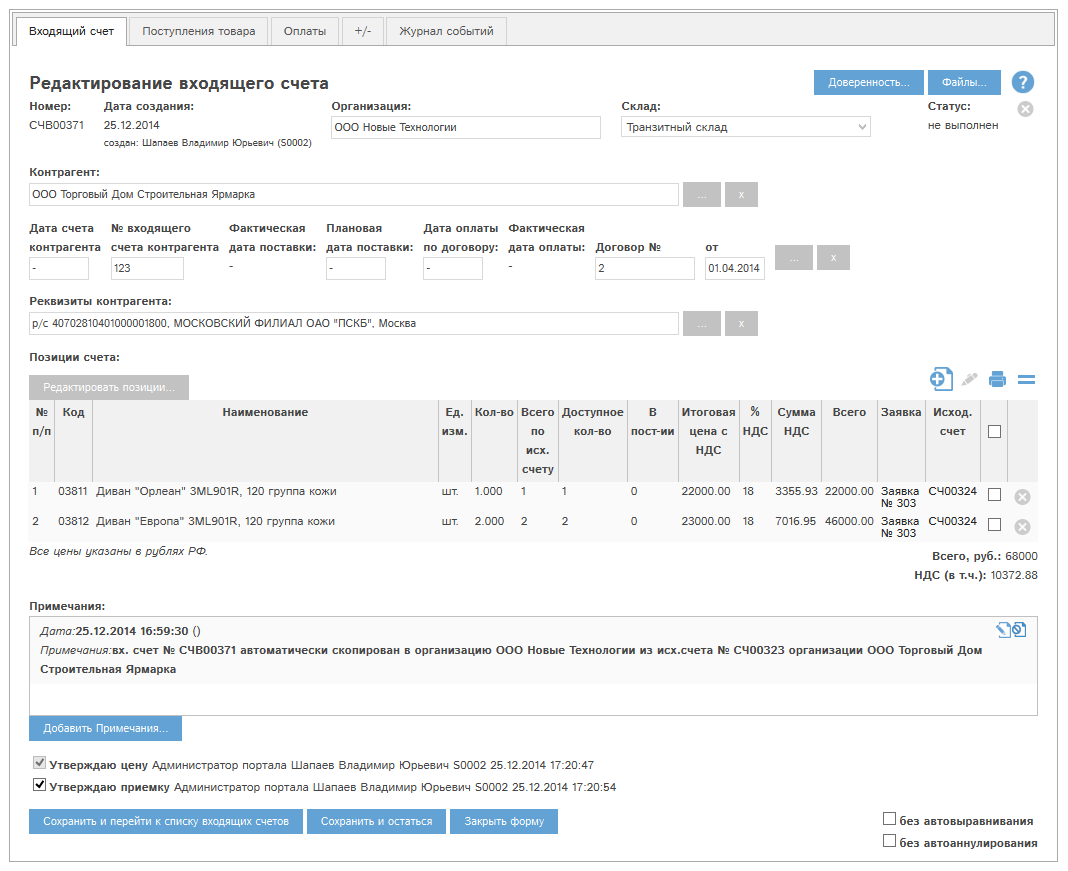 Входящий счет Поступления товара Оплаты +/- Журнал событий
Редактирование входящего счета Доверенность... Файлы... ?
Номер: Дата создания: Организация: Склад: Статус:
СЧВ00371 25.12.2014 ООО Новые Технологии Транзитный склад не выполнен
создан: Шапаев Владимир Юрьевич (S0002)
Контрагент:
ООО Торговый Дом Строительная Ярмарка ... x
Дата счета № входящего Фактическая Плановая Дата оплаты Фактическая
контрагента счета контрагента дата поставки: дата поставки: по договору: дата оплаты: Договор № от
- 123 - - - - 2 01.04.2014 ... x
Реквизиты контрагента:
р/с 40702810401000001800, МОСКОВСКИЙ ФИЛИАЛ ОАО "ПСКБ", Москва ... x
Позиции счета:
Редактировать позиции...
№ Код Наименование Ед. Кол-во Всего Доступное В Итоговая % Сумма Всего Заявка Исход.
п/п изм. по кол-во пост-ии цена с НДС НДС счет
исх. НДС
счету
1 03811 Диван "Орлеан" 3ML901R, 120 группа кожи шт. 1.000 1 1 0 22000.00 18 3355.93 22000.00 Заявка СЧ00324
№ 303
2 03812 Диван "Европа" 3ML901R, 120 группа кожи шт. 2.000 2 2 0 23000.00 18 7016.95 46000.00 Заявка СЧ00324
№ 303
Все цены указаны в рублях РФ.
Всего, руб.: 68000
НДС (в т.ч.): 10372.88
Примечания:
Дата:25.12.2014 16:59:30 ()
Примечания:вх. счет № СЧВ00371 автоматически скопирован в организацию ООО Новые Технологии из исх.счета № СЧ00323 организации ООО Торговый Дом
Строительная Ярмарка
Добавить Примечания...
Утверждаю цену Администратор портала Шапаев Владимир Юрьевич S0002 25.12.2014 17:20:47
Утверждаю приемку Администратор портала Шапаев Владимир Юрьевич S0002 25.12.2014 17:20:54
Сохранить и перейти к списку входящих счетов Сохранить и остаться Закрыть форму
без автовыравнивания
без автоаннулирования